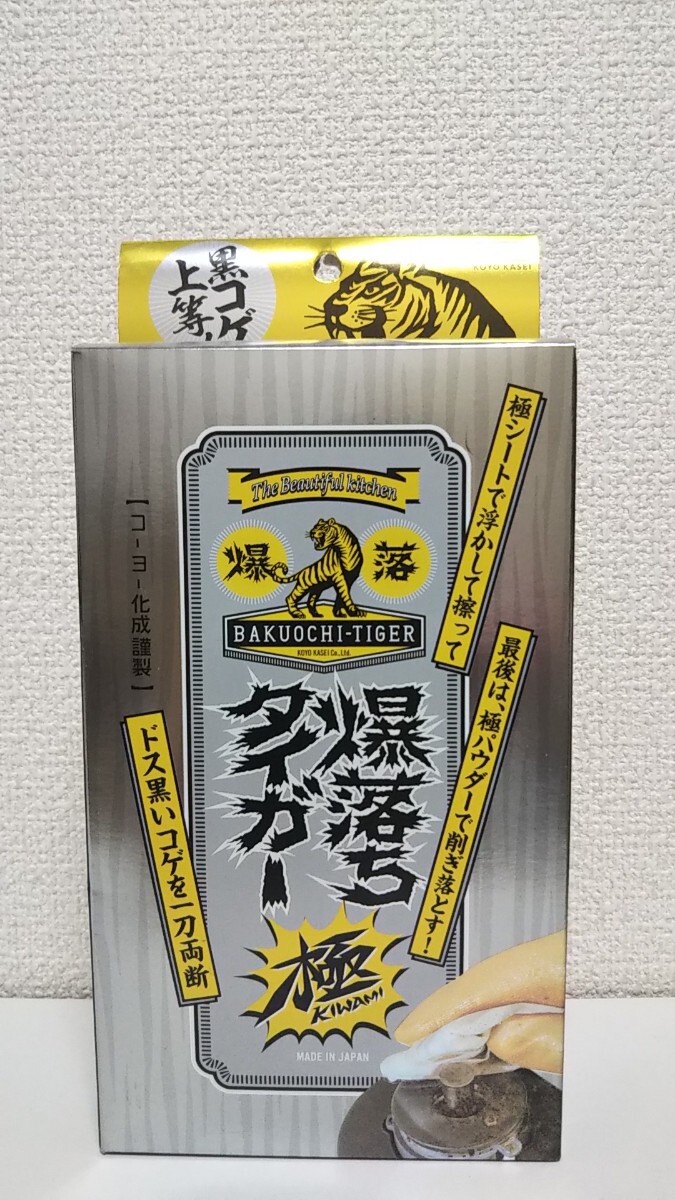 黒コゲ
上等
KOYO KASEI
The Beautiful kitchen
爆 落
BAKUOCHI-TIGER
KOYO KASEI Co.,Ltd.
爆落ち
タイガー
極
KIWAMI
MADE IN JAPAN
極シートで浮かして擦って
最後は、極パウダーで削ぎ落とす!
【コーヨー化成謹製】
ドス黒いコゲを一刀両断